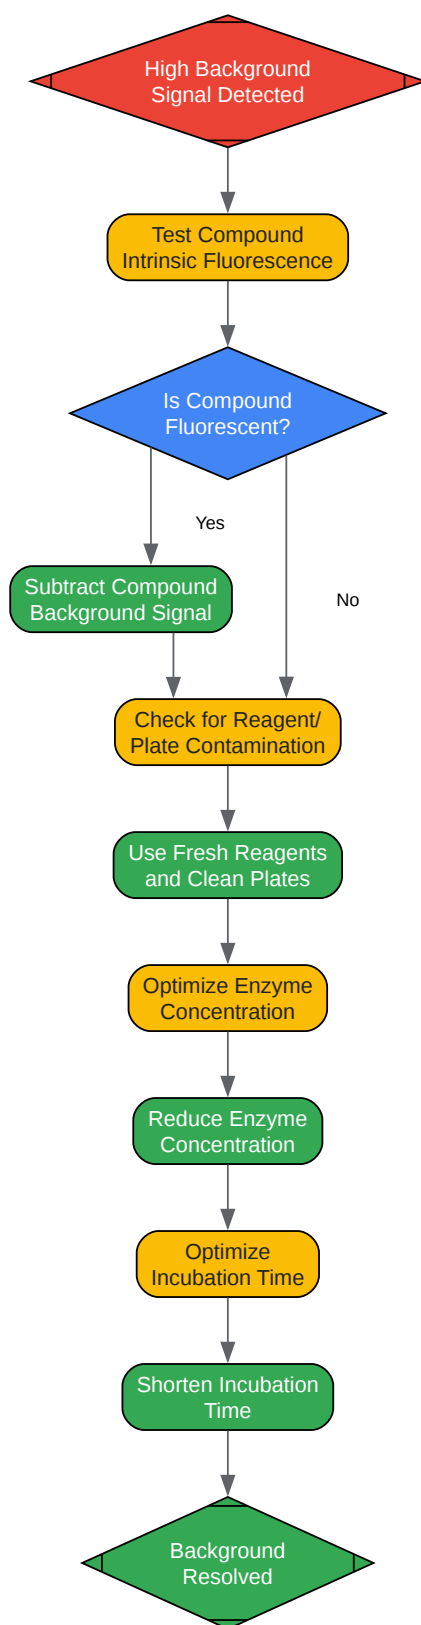 High Background
Signal Detected
Test Compound
Intrinsic Fluorescence
Is Compound
Fluorescent?
Yes
Subtract Compound
Background Signal
No
Check for Reagent/
Plate Contamination
Use Fresh Reagents
and Clean Plates
Optimize Enzyme
Concentration
Reduce Enzyme
Concentration
Optimize
Incubation Time
Shorten Incubation
Time
Background
Resolved